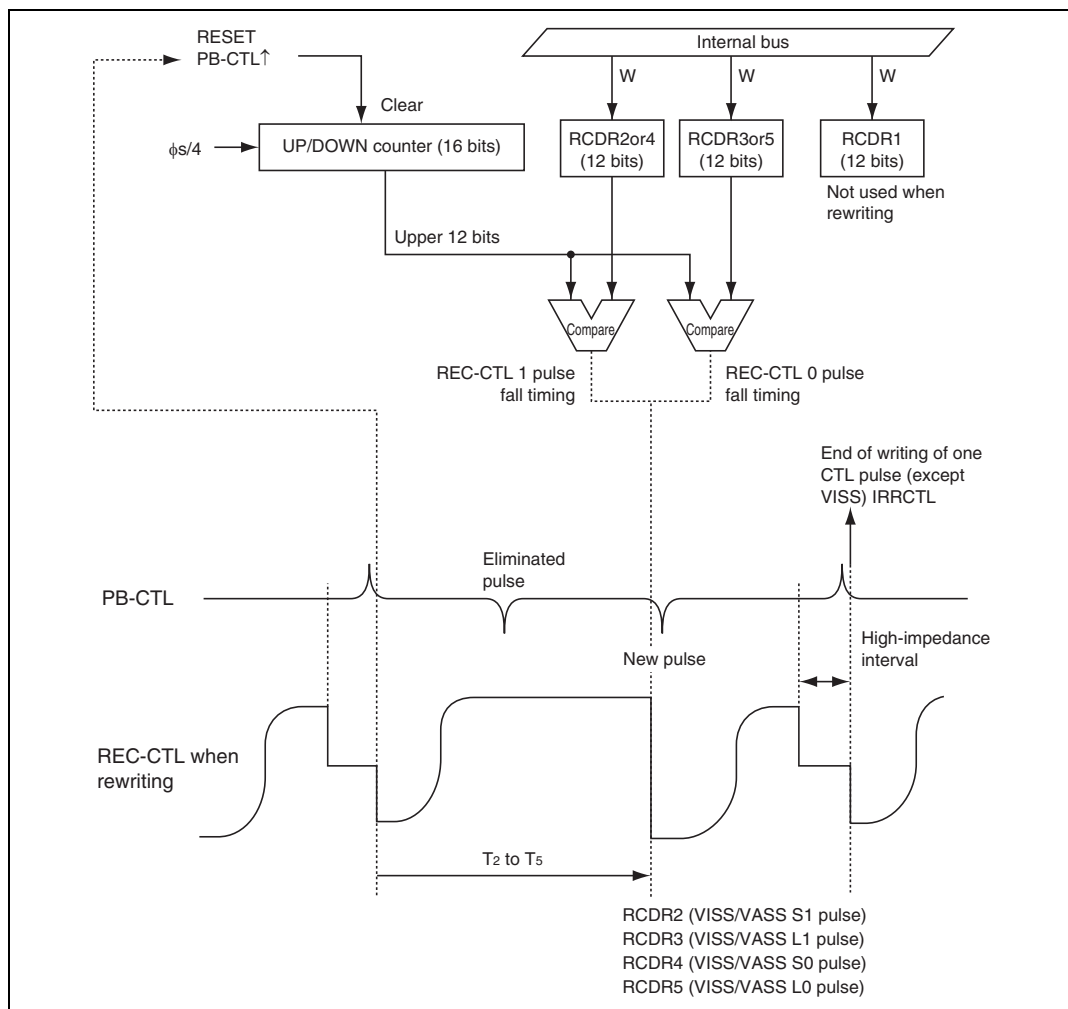 RESET
PB-CTL↑
Internal bus
W
W
W
Clear
φs/4
UP/DOWN counter (16 bits)
RCDR2or4
(12 bits)
RCDR3or5
(12 bits)
RCDR1
(12 bits)
Not used when
rewriting
Upper 12 bits
Compare
Compare
REC-CTL 1 pulse
fall timing
REC-CTL 0 pulse
fall timing
End of writing of one
CTL pulse (except
VISS) IRRCTL
Eliminated
pulse
PB-CTL
New pulse
High-impedance
interval
REC-CTL when
rewriting
T2 to T5
RCDR2 (VISS/VASS S1 pulse)
RCDR3 (VISS/VASS L1 pulse)
RCDR4 (VISS/VASS S0 pulse)
RCDR5 (VISS/VASS L0 pulse)